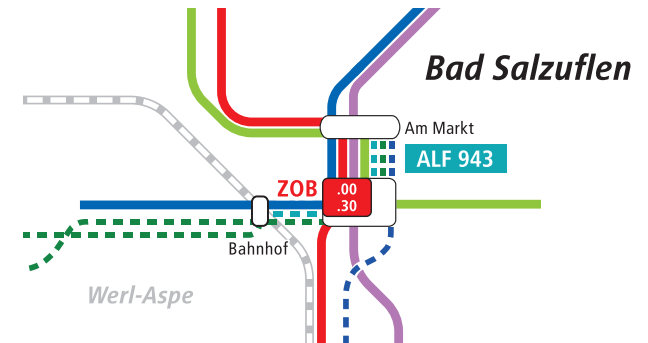 Bad Salzuflen
Am Markt
ALF 943
ZOB
.00
.30
Bahnhof
Werl-Aspe